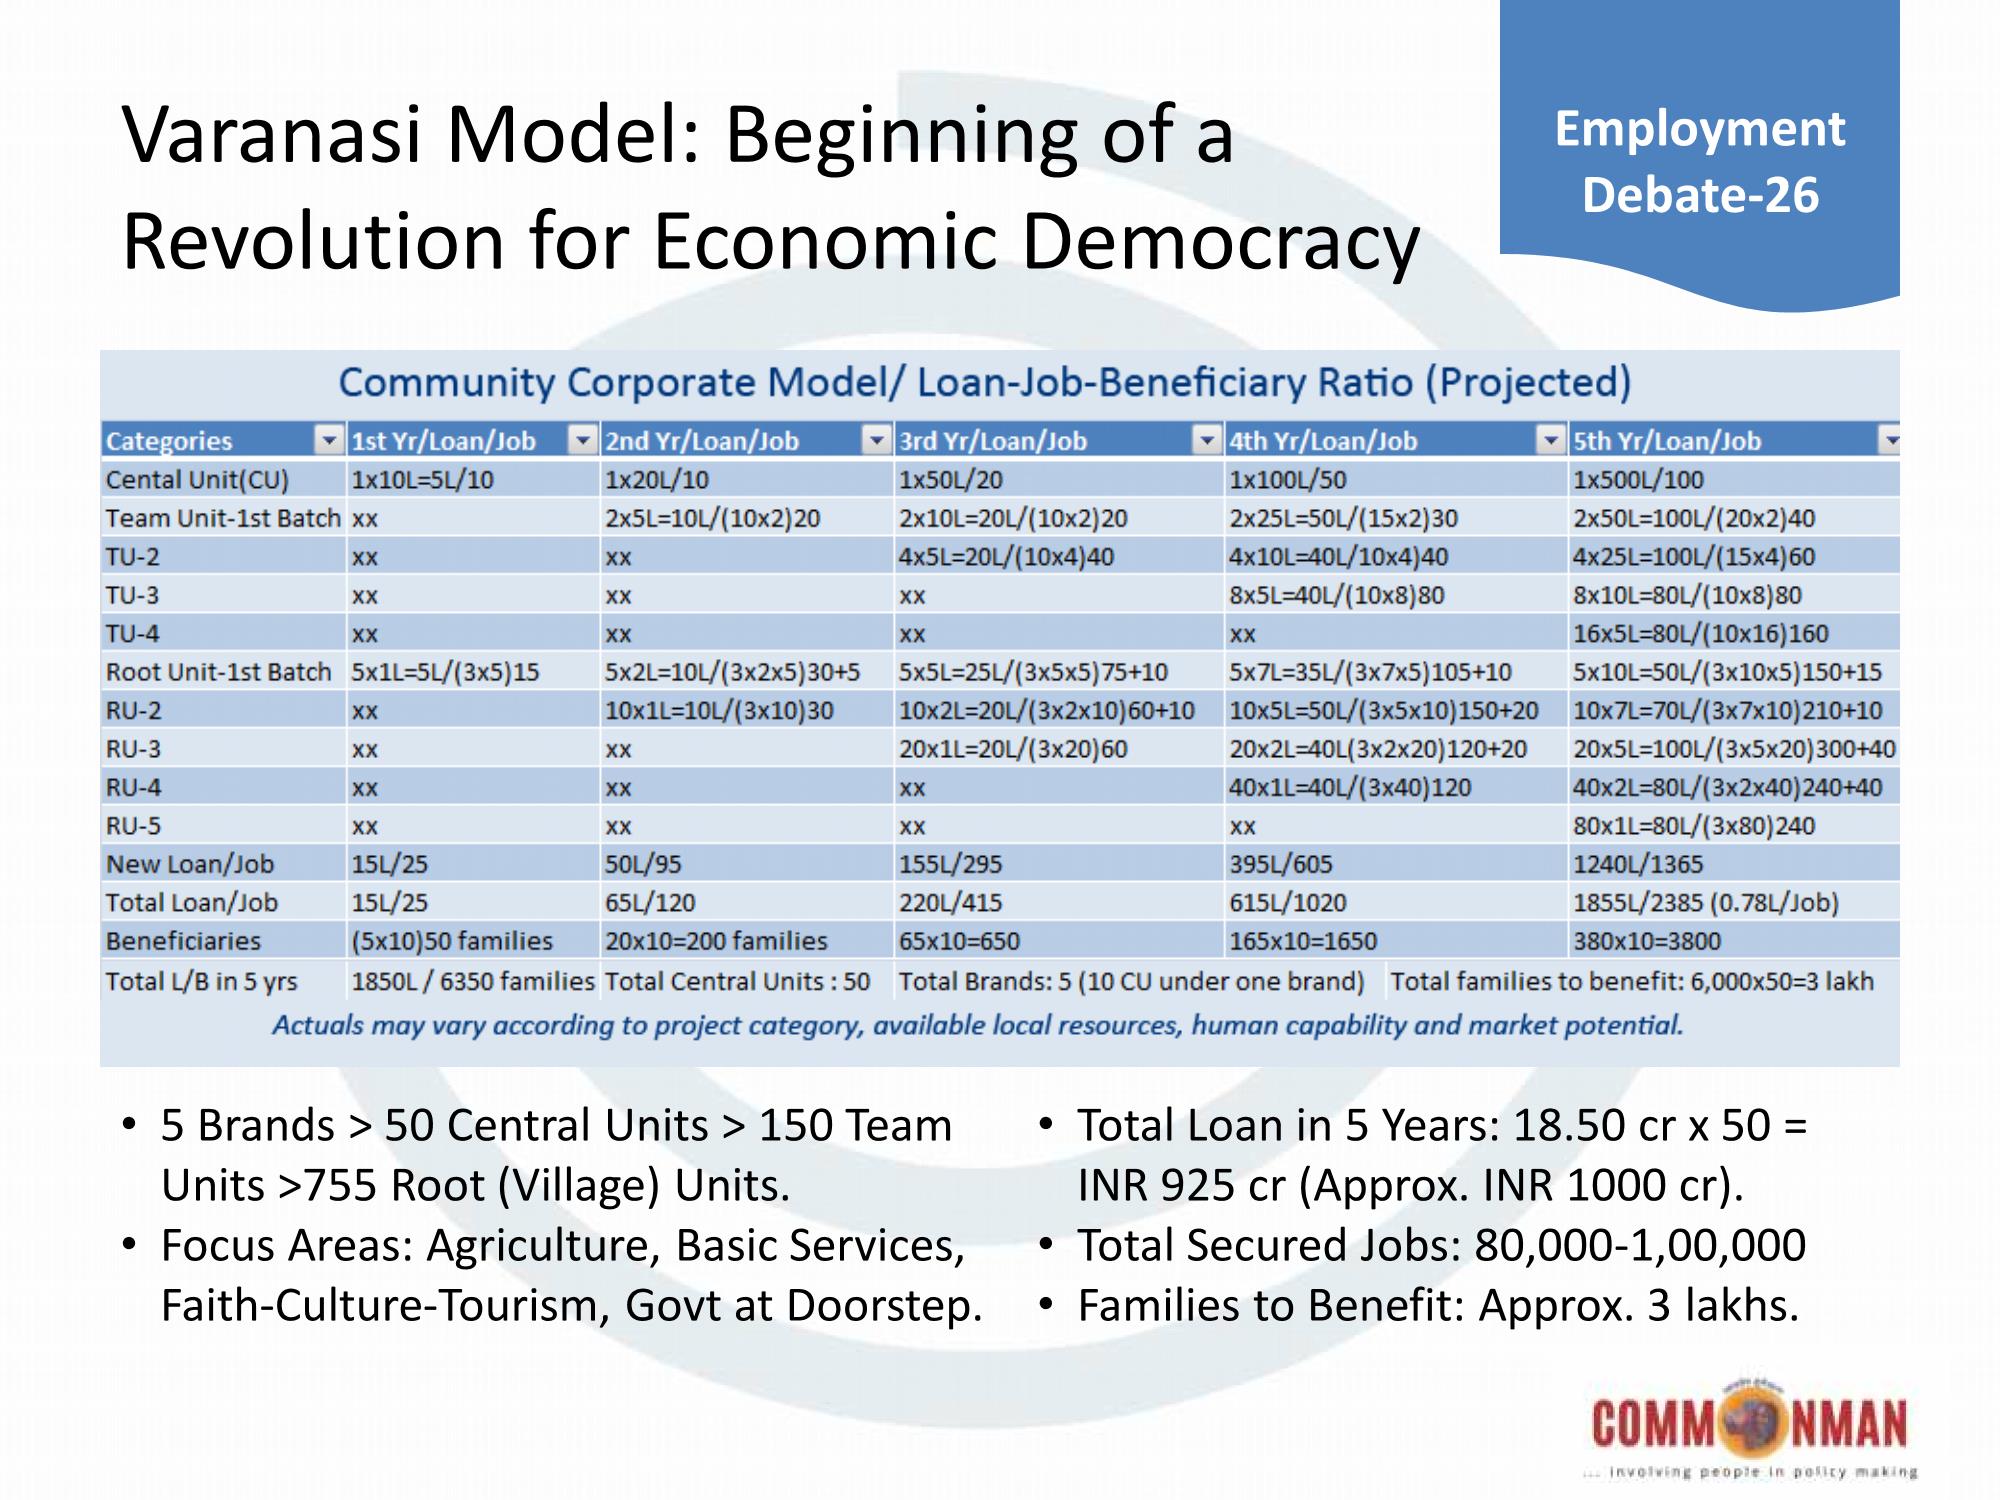 Varanasi Model: Beginning of a
Revolution for Economic Democracy
Employment
Debate-26
Community Corporate Model/ Loan-Job-Beneficiary Ratio (Projected)
Categories 1st Yr/Loan/Job 2nd Yr/Loan/Job 3rd Yr/Loan/Job 4th Yr/Loan/Job 5th Yr/Loan/Job
Cental Unit(CU) 1x10L=5L/10 1x20L/10 1x50L/20 1x100L/50 1x500L/100
Team Unit-1st Batch xx 2x5L=10L/(10x2)20 2x10L=20L/(10x2)20 2x25L=50L/(15x2)30 2x50L=100L/(20x2)40
TU-2 xx xx 4x5L=20L/(10x4)40 4x10L=40L/10x4)40 4x25L=100L/(15x4)60
TU-3 xx xx xx 8x5L=40L/(10x8)80 8x10L=80L/(10x8)80
TU-4 xx xx xx xx 16x5L=80L/(10x16)160
Root Unit-1st Batch 5x1L=5L/(3x5)15 5x2L=10L/(3x2x5)30+5 5x5L=25L/(3x5x5)75+10 5x7L=35L/(3x7x5)105+10 5x10L=50L/(3x10x5)150+15
RU-2 xx 10x1L=10L/(3x10)30 10x2L=20L/(3x2x10)60+10 10x5L=50L/(3x5x10)150+20 10x7L=70L/(3x7x10)210+10
RU-3 xx xx 20x1L=20L/(3x20)60 20x2L=40L(3x2x20)120+20 20x5L=100L/(3x5x20)300+40
RU-4 xx xx xx 40x1L=40L/(3x40)120 40x2L=80L/(3x2x40)240+40
RU-5 xx xx xx xx 80x1L=80L/(3x80)240
New Loan/Job 15L/25 50L/95 155L/295 395L/605 1240L/1365
Total Loan/Job 15L/25 65L/120 220L/415 615L/1020 1855L/2385 (0.78L/Job)
Beneficiaries (5x10)50 families 20x10=200 families 65x10=650 165x10=1650 380x10=3800
Total L/B in 5 yrs 1850L / 6350 families Total Central Units : 50 Total Brands: 5 (10 CU under one brand) Total families to benefit: 6,000x50=3 lakh
Actuals may vary according to project category, available local resources, human capability and market potential.
• 5 Brands > 50 Central Units > 150 Team
Units >755 Root (Village) Units.
• Focus Areas: Agriculture, Basic Services,
Faith-Culture-Tourism, Govt at Doorstep.
• Total Loan in 5 Years: 18.50 cr x 50 =
INR 925 cr (Approx. INR 1000 cr).
• Total Secured Jobs: 80,000-1,00,000
• Families to Benefit: Approx. 3 lakhs.
COMMONMAN
... involving people in policy making